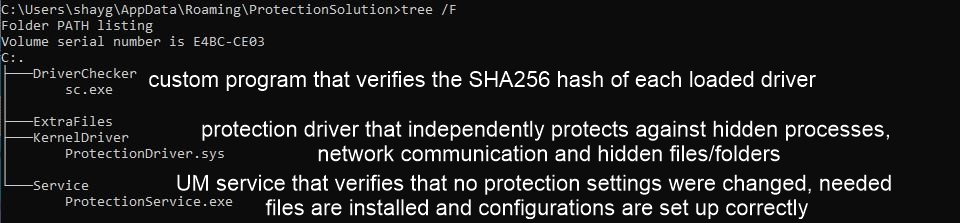 C:\Users\shayg\AppData\Roaming\ProtectionSolution>tree /F
Folder PATH listing
Volume serial number is E4BC-CE03
C:.
├───DriverChecker
custom program that verifies the SHA256 hash of each loaded driver
sc.exe
├───ExtraFiles
├───KernelDriver
protection driver that independently protects against hidden processes,
ProtectionDriver.sys
network communication and hidden files/folders
└───Service
UM service that verifies that no protection settings were changed, needed
ProtectionService.exe
files are installed and configurations are set up correctly